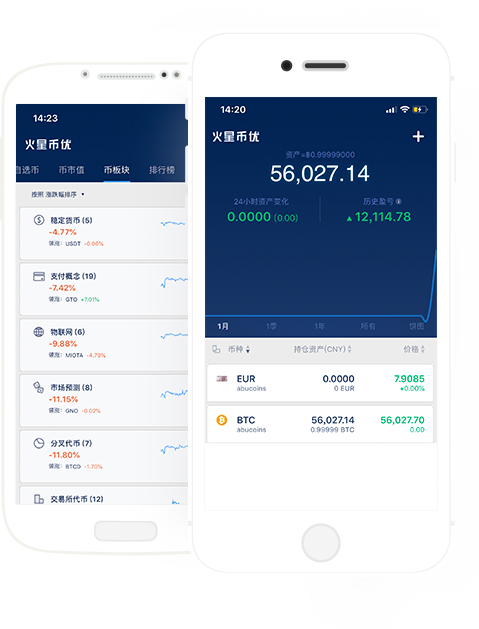 14:23
火星币优
自选币 币市值 币板块 排行榜
按照 涨跌幅排序
稳定货币 (5)
-4.77%
领涨: USDT -0.06%
支付概念 (19)
-7.42%
领涨: GTO +7.01%
物联网 (6)
-9.88%
领涨: MIOTA -4.79%
市场预测 (8)
-11.15%
领涨: GNO -0.02%
分叉代币 (7)
-11.80%
领涨: BTCD -1.70%
交易所代币 (12)
14:20
火星币优
资产≈฿0.99999000
56,027.14
24小时资产变化 历史盈亏
0.0000 (0.00) ▲ 12,114.78
1月 1季 1年 所有 饼图
币种 持仓资产(CNY) 价格
EUR 0.0000 7.9085
abucoins 0 EUR +0.00%
BTC 56,027.14 56,027.70
abucoins 0.99999 BTC 0.00